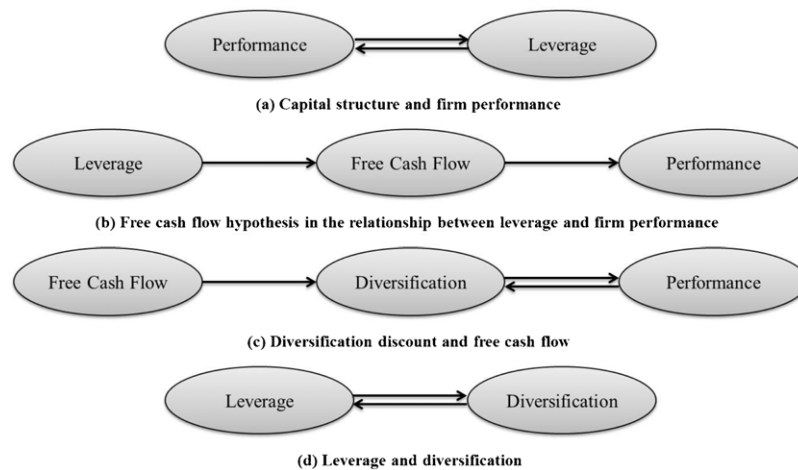 Performance Leverage
(a) Capital structure and firm performance
Leverage Free Cash Flow Performance
(b) Free cash flow hypothesis in the relationship between leverage and firm performance
Free Cash Flow Diversification Performance
(c) Diversification discount and free cash flow
Leverage Diversification
(d) Leverage and diversification